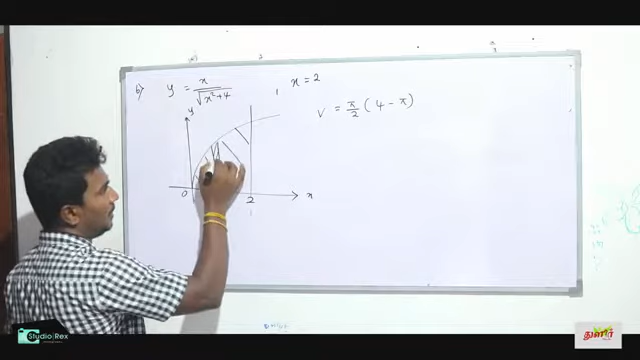 b) y = x / √(x²+4) , x = 2
V = π/2 (4 − π)
y
0 2 x
Studio Rex
துளிர்